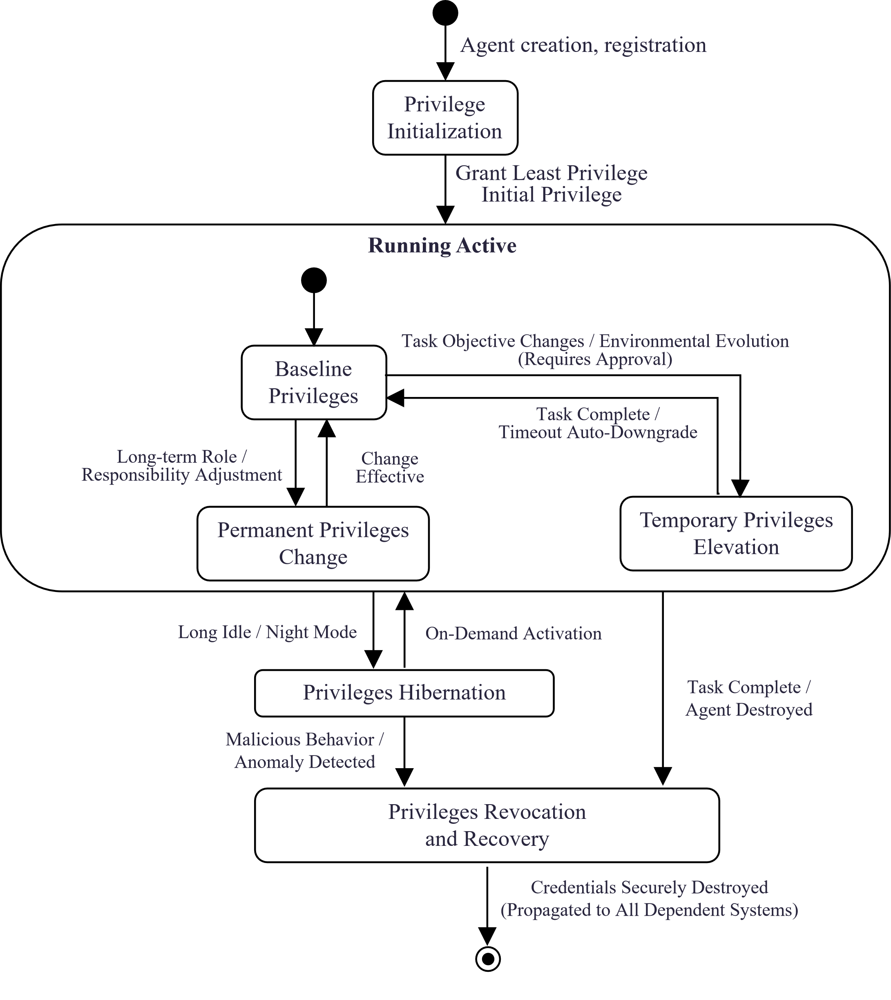 Agent creation, registration
Privilege
Initialization
Grant Least Privilege
Initial Privilege
Running Active
Task Objective Changes / Environmental Evolution
(Requires Approval)
Baseline
Privileges
Task Complete /
Timeout Auto-Downgrade
Long-term Role /
Responsibility Adjustment
Change
Effective
Permanent Privileges
Change
Temporary Privileges
Elevation
Long Idle / Night Mode
On-Demand Activation
Privileges Hibernation
Task Complete /
Agent Destroyed
Malicious Behavior /
Anomaly Detected
Privileges Revocation
and Recovery
Credentials Securely Destroyed
(Propagated to All Dependent Systems)